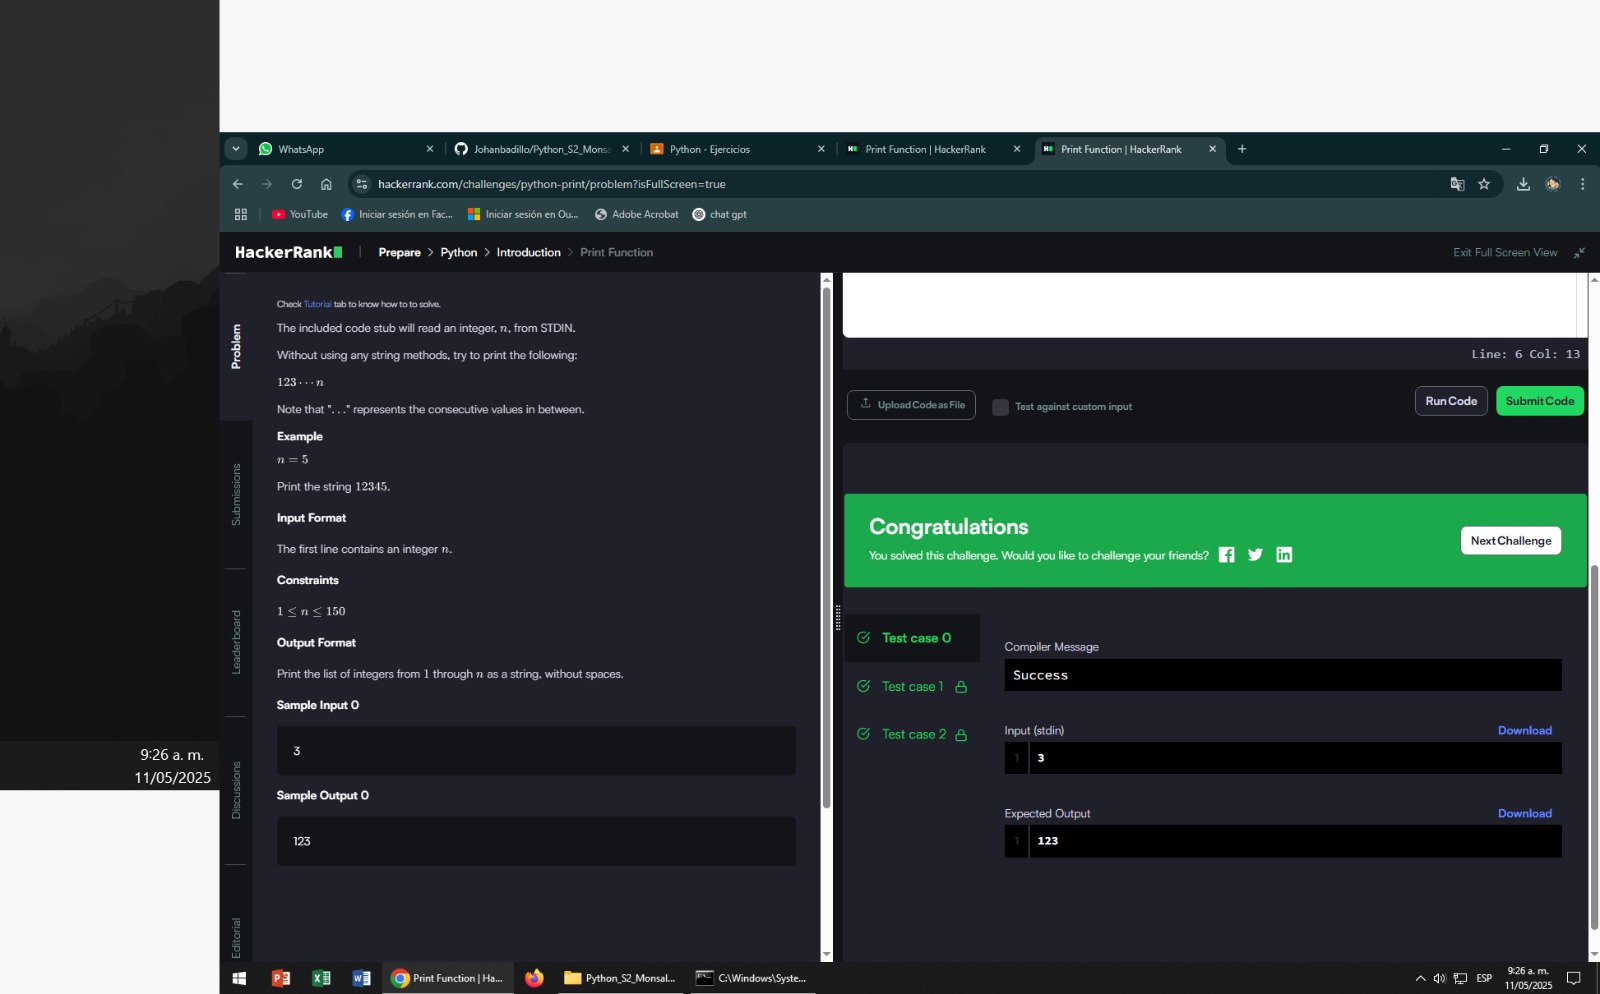 9:26 a. m.
11/05/2025
WhatsApp
Johanbadillo/Python_S2_Monsa
Python - Ejercicios
Print Function | HackerRank
Print Function | HackerRank
hackerrank.com/challenges/python-print/problem?isFullScreen=true
YouTube
Iniciar sesión en Fac...
Iniciar sesión en Ou...
Adobe Acrobat
chat gpt
HackerRank
Prepare > Python > Introduction > Print Function
Exit Full Screen View
Problem
Submissions
Leaderboard
Discussions
Editorial
Check Tutorial tab to know how to to solve.
The included code stub will read an integer, n, from STDIN.
Without using any string methods, try to print the following:
123 · · · n
Note that "..." represents the consecutive values in between.
Example
n = 5
Print the string 12345.
Input Format
The first line contains an integer n.
Constraints
1 ≤ n ≤ 150
Output Format
Print the list of integers from 1 through n as a string, without spaces.
Sample Input 0
3
Sample Output 0
123
Line: 6 Col: 13
Upload Code as File
Test against custom input
Run Code
Submit Code
Congratulations
You solved this challenge. Would you like to challenge your friends?
Next Challenge
Test case 0
Test case 1
Test case 2
Compiler Message
Success
Input (stdin)
Download
1 3
Expected Output
Download
1 123
Print Function | Ha...
Python_S2_Monsal...
C:\Windows\Syste...
ESP
9:26 a. m.
11/05/2025